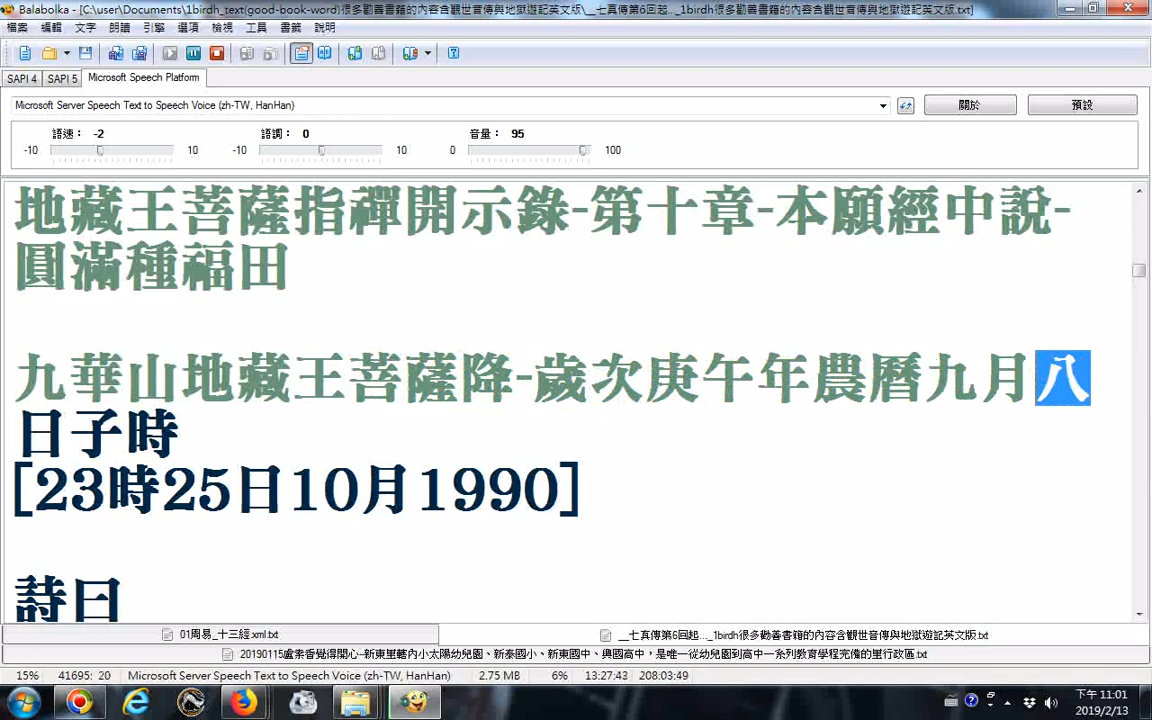 Balabolka - [C:\user\Documents\1birdh_text(good-book-word)很多勸善書籍的內容含觀世音傳與地獄遊記英文版\__七真傳第6回起..._1birdh很多勸善書籍的內容含觀世音傳與地獄遊記英文版.txt]
檔案 編輯 文字 朗讀 引擎 選項 檢視 工具 書籤 說明
SAPI 4 SAPI 5 Microsoft Speech Platform
Microsoft Server Speech Text to Speech Voice (zh-TW, HanHan) 關於 預設
語速： -2 語調： 0 音量： 95
-10 10 -10 10 0 100
地藏王菩薩指禪開示錄-第十章-本願經中說-
圓滿種福田
九華山地藏王菩薩降-歲次庚午年農曆九月八
日子時
[23時25日10月1990]
詩曰
01周易_十三經.xml.txt __七真傳第6回起..._1birdh很多勸善書籍的內容含觀世音傳與地獄遊記英文版.txt
20190115盧素香覺得開心--新東里轄內小太陽幼兒園、新泰國小、新東國中、興國高中，是唯一從幼兒園到高中一系列教育學程完備的里行政區.txt
15% 41695: 20 Microsoft Server Speech Text to Speech Voice (zh-TW, HanHan) 2.75 MB 6% 13:27:43 208:03:49
下午 11:01
2019/2/13